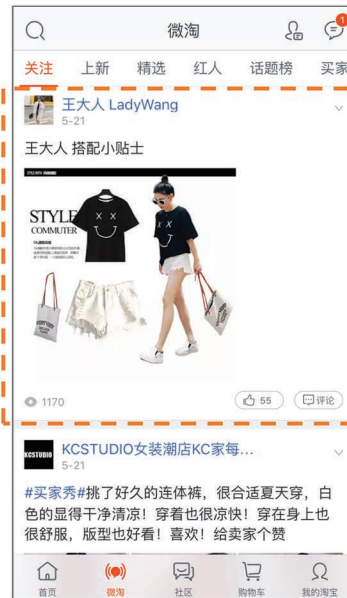 微淘
1
关注 上新 精选 红人 话题榜 买家
王大人 LadyWang
5-21
王大人 搭配小贴士
STYLE WITH
STYLE
COMMUTER
1170
55 评论
KCSTUDIO
KCSTUDIO女装潮店KC家每...
5-21
#买家秀#挑了好久的连体裤，很合适夏天穿，白
色的显得干净清凉！穿着也很凉快！穿在身上也
很舒服，版型也好看！喜欢！给卖家个赞
首页 微淘 社区 购物车 我的淘宝